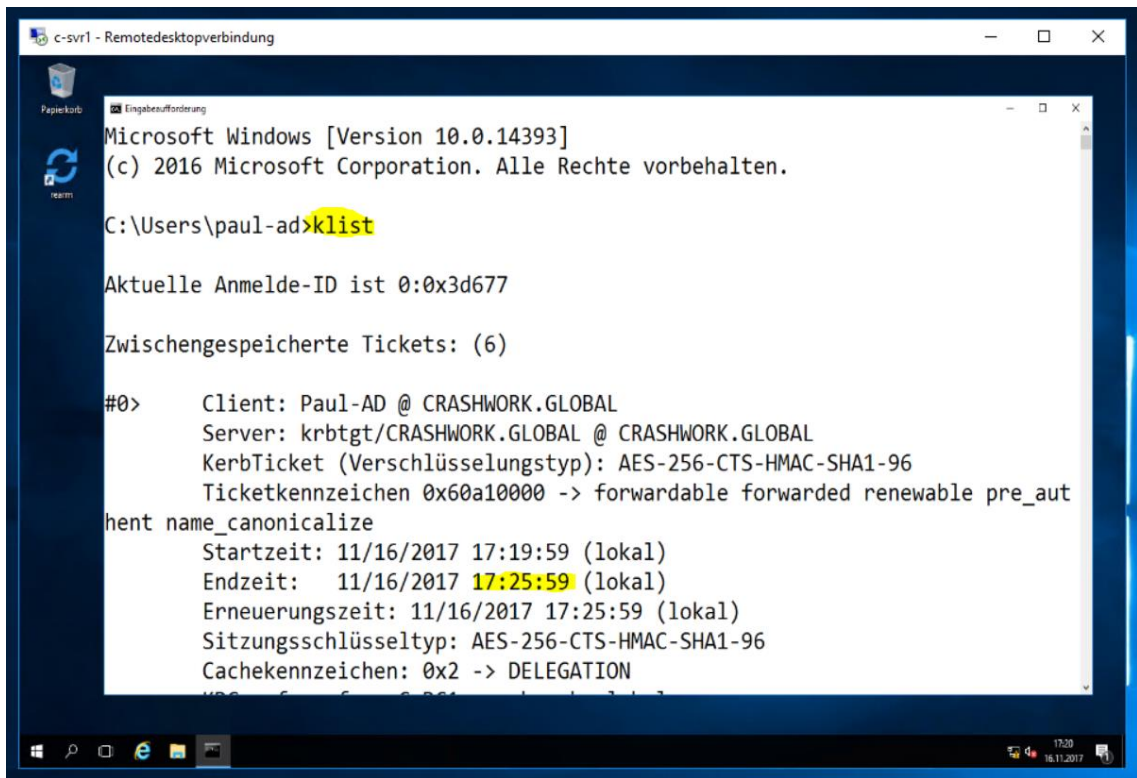 c-svr1 - Remotedesktopverbindung
Papierkorb
rearm
Eingabeaufforderung
Microsoft Windows [Version 10.0.14393]
(c) 2016 Microsoft Corporation. Alle Rechte vorbehalten.
C:\Users\paul-ad>klist
Aktuelle Anmelde-ID ist 0:0x3d677
Zwischengespeicherte Tickets: (6)
#0> Client: Paul-AD @ CRASHWORK.GLOBAL
Server: krbtgt/CRASHWORK.GLOBAL @ CRASHWORK.GLOBAL
KerbTicket (Verschlüsselungstyp): AES-256-CTS-HMAC-SHA1-96
Ticketkennzeichen 0x60a10000 -> forwardable forwarded renewable pre_aut
hent name_canonicalize
Startzeit: 11/16/2017 17:19:59 (lokal)
Endzeit: 11/16/2017 17:25:59 (lokal)
Erneuerungszeit: 11/16/2017 17:25:59 (lokal)
Sitzungsschlüsseltyp: AES-256-CTS-HMAC-SHA1-96
Cachekennzeichen: 0x2 -> DELEGATION
17:20
16.11.2017